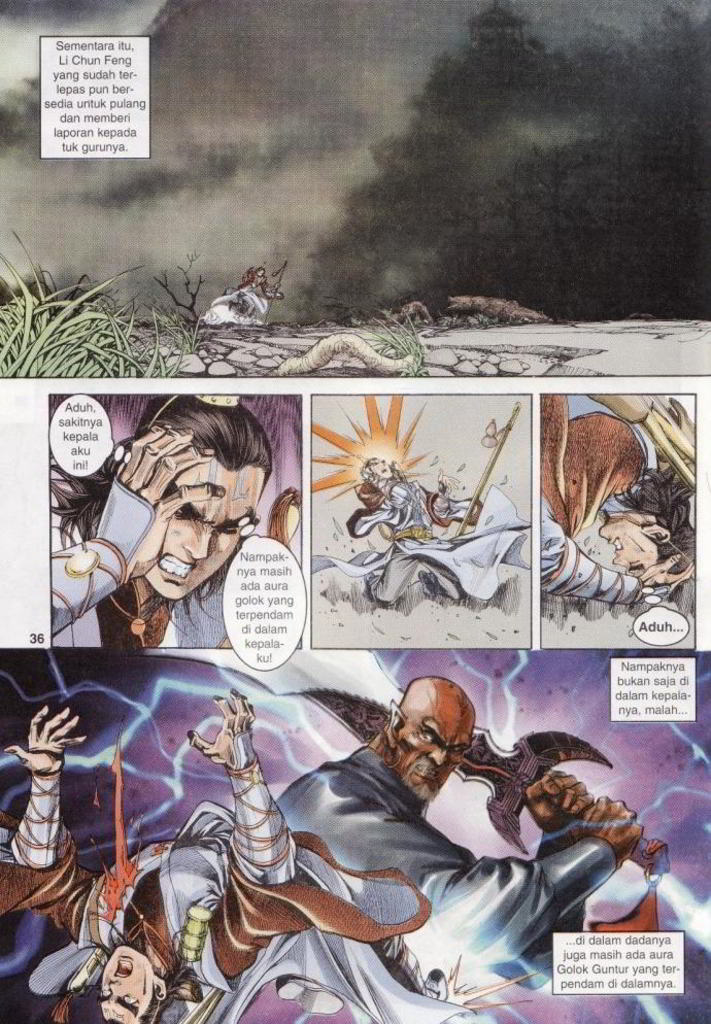 Sementara itu,
Li Chun Feng
yang sudah ter-
lepas pun ber-
sedia untuk pulang
dan memberi
laporan kepada
tuk gurunya.
Aduh,
sakitnya
kepala
aku
ini!
Nampak-
nya masih
ada aura
golok yang
terpendam
di dalam
kepala-
ku!
Aduh...
36
Nampaknya
bukan saja di
dalam kepala-
nya, malah...
...di dalam dadanya
juga masih ada aura
Golok Guntur yang ter-
pendam di dalamnya.